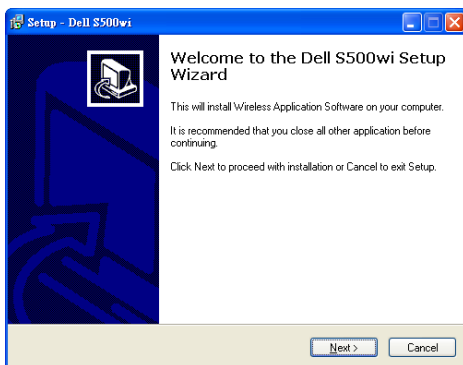 Setup - Dell S500wi
Welcome to the Dell S500wi Setup
Wizard
This will install Wireless Application Software on your computer.
It is recommended that you close all other application before
continuing.
Click Next to proceed with installation or Cancel to exit Setup.
Next >
Cancel